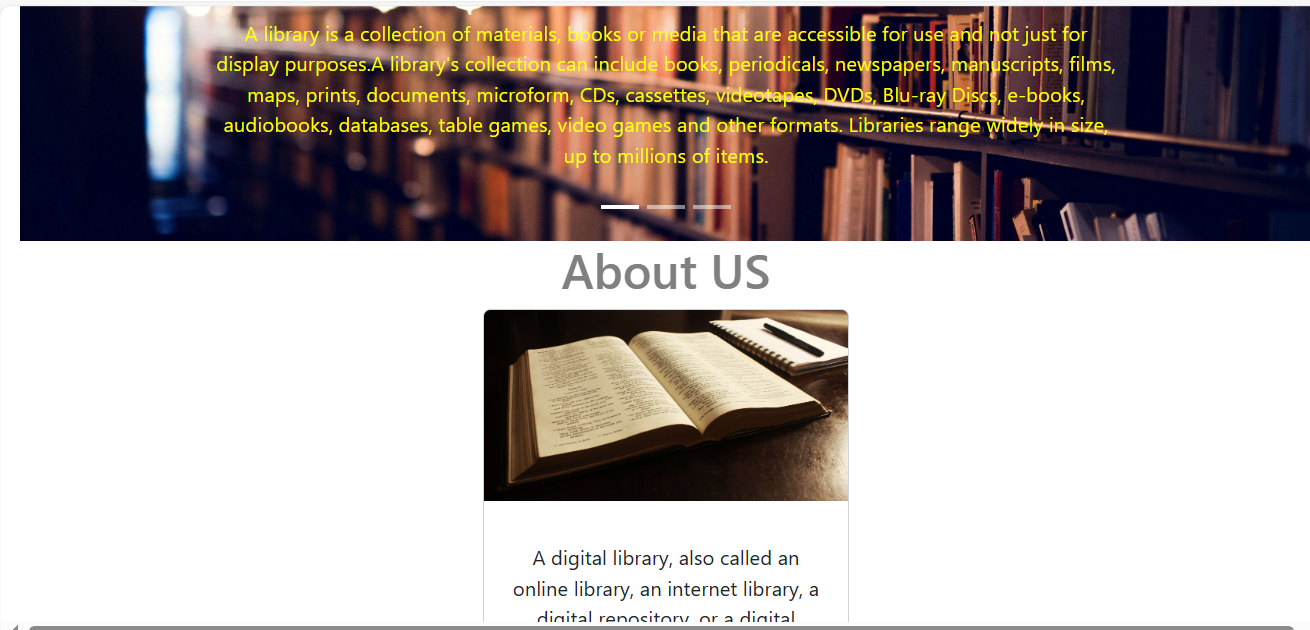 A library is a collection of materials, books or media that are accessible for use and not just for
display purposes.A library's collection can include books, periodicals, newspapers, manuscripts, films,
maps, prints, documents, microform, CDs, cassettes, videotapes, DVDs, Blu-ray Discs, e-books,
audiobooks, databases, table games, video games and other formats. Libraries range widely in size,
up to millions of items.
About US
A digital library, also called an
online library, an internet library, a
digital repository, or a digital